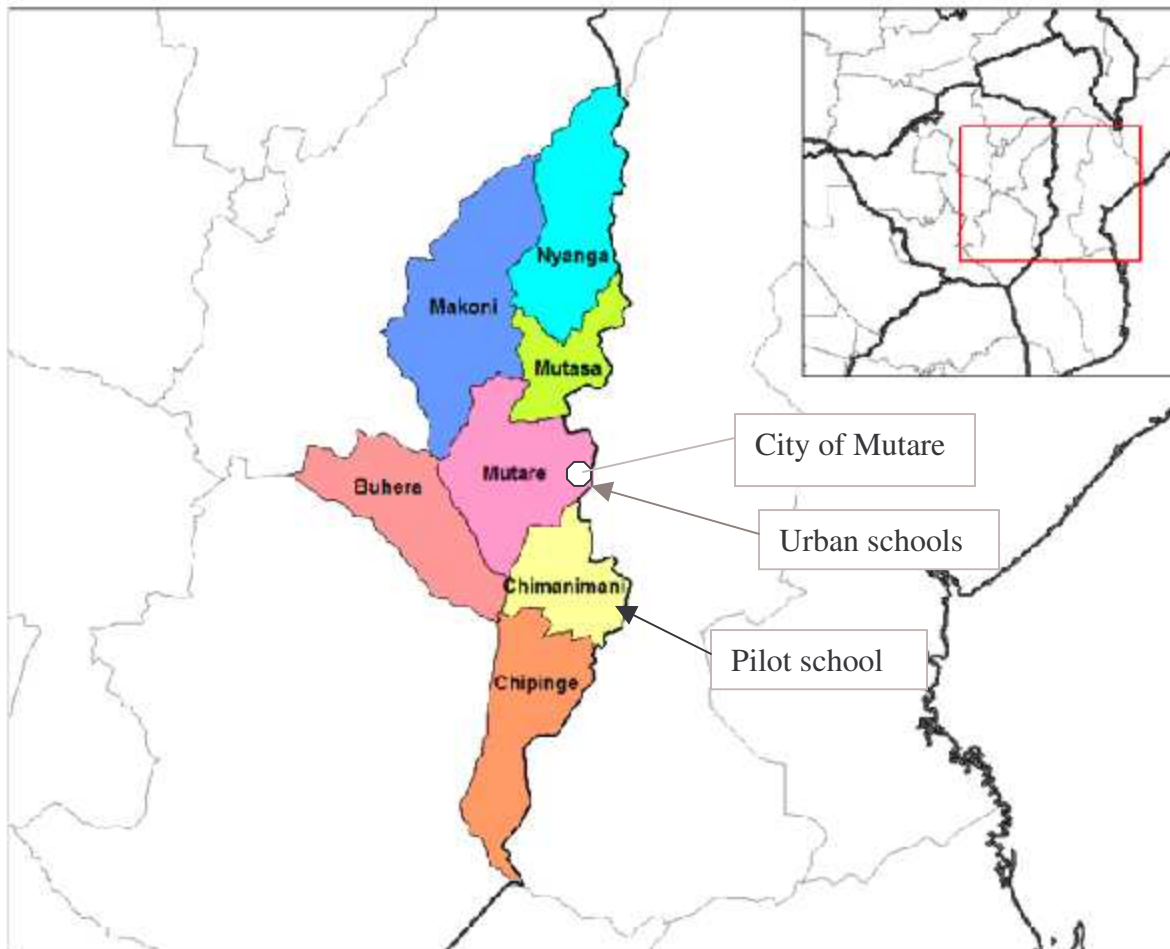 Nyanga
Makoni
Mutasa
City of Mutare
Mutare
Buhera
Urban schools
Chimanimani
Pilot school
Chipinge